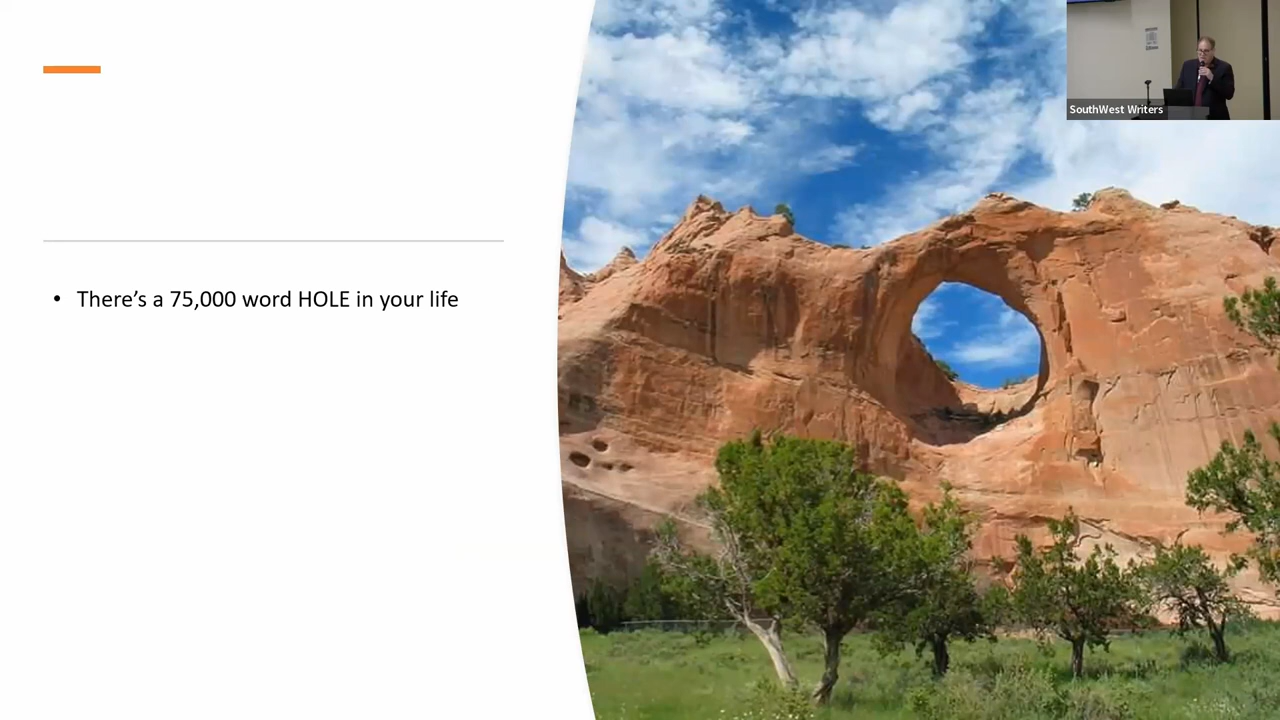 SouthWest Writers
• There's a 75,000 word HOLE in your life